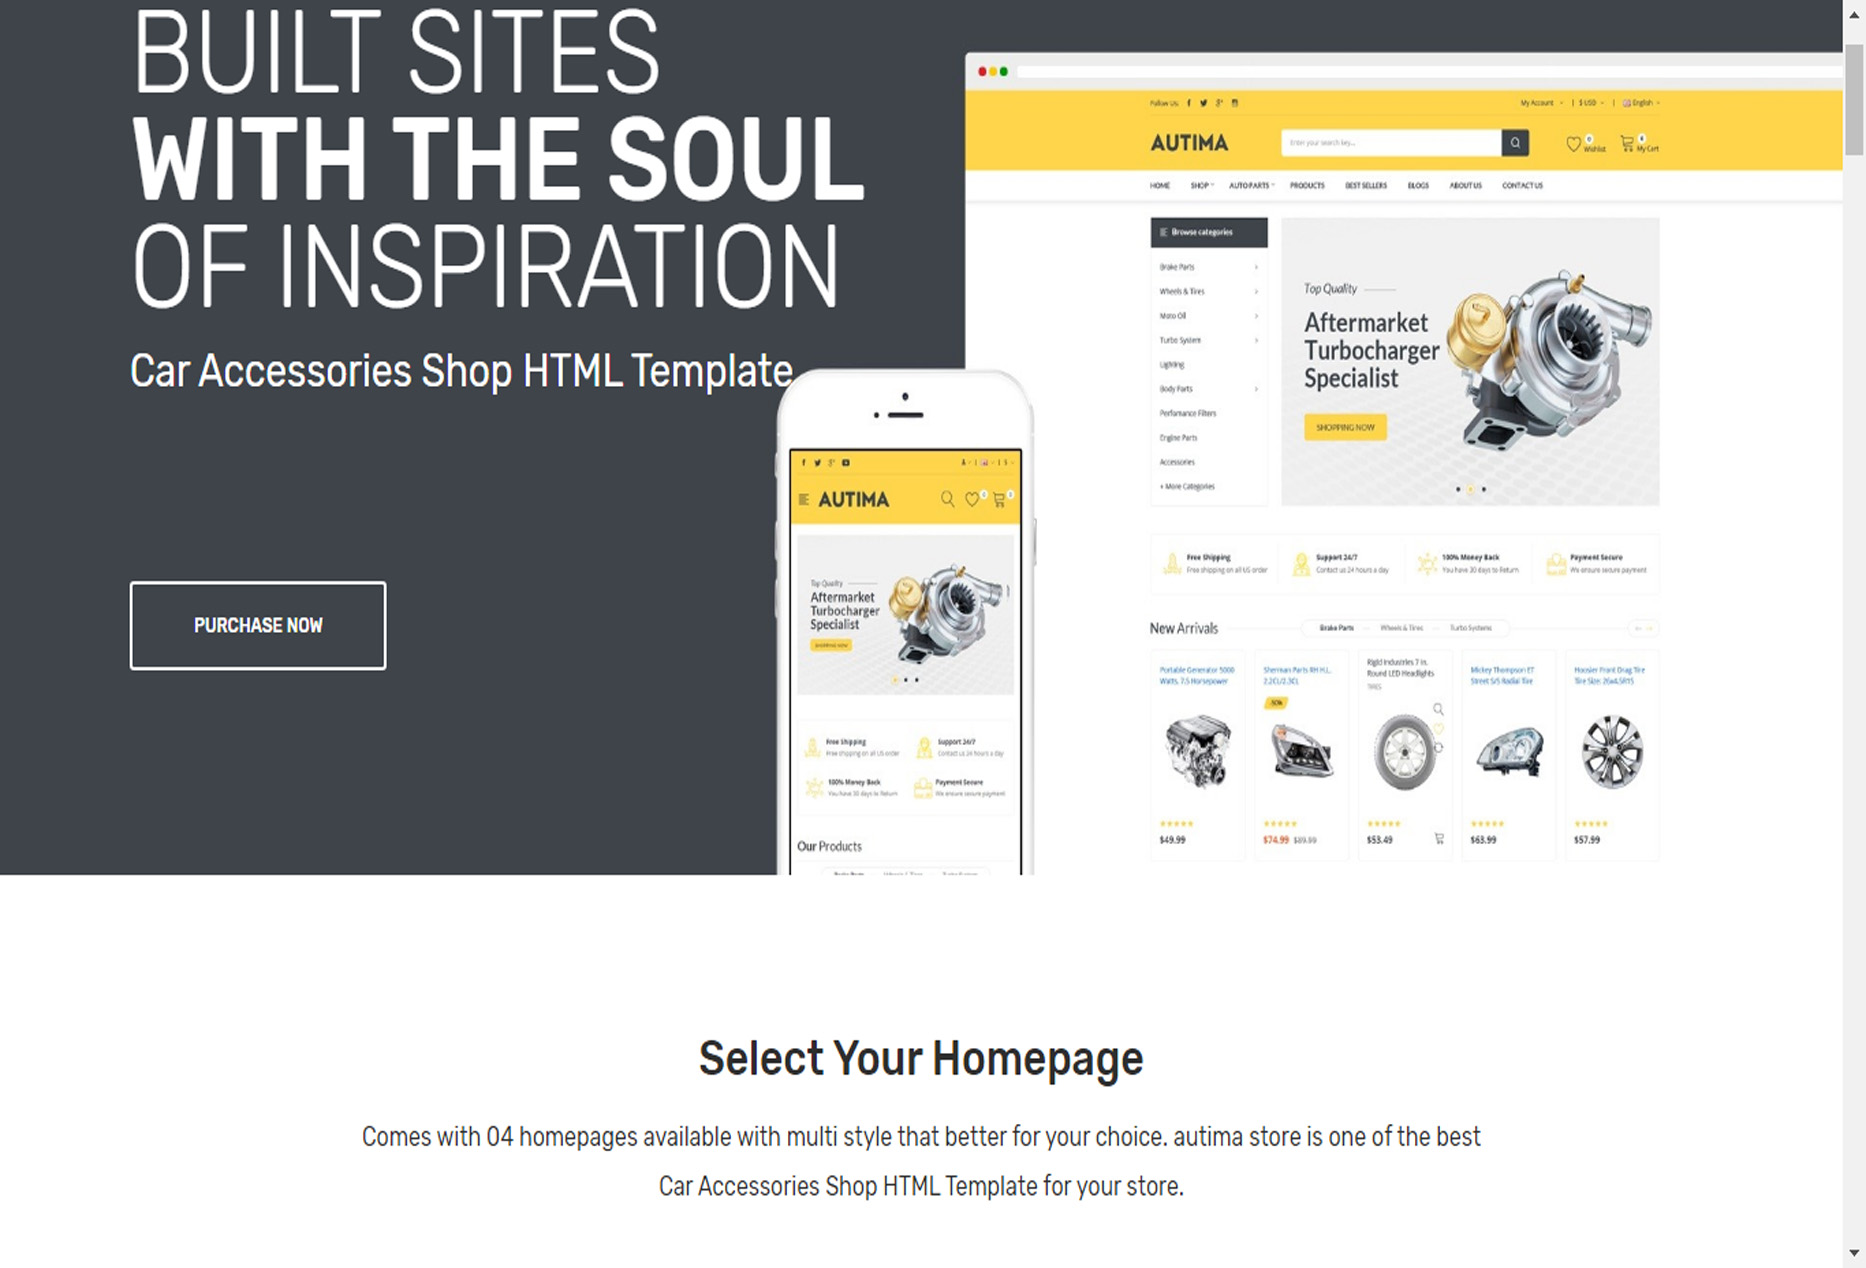 BUILT SITES
WITH THE SOUL
OF INSPIRATION
Car Accessories Shop HTML Template
PURCHASE NOW
Follow Us:
My Account | $ USD | English
AUTIMA
Enter your search key...
0 Wishlist
My Cart
HOME SHOP AUTO PARTS PRODUCTS BEST SELLERS BLOGS ABOUT US CONTACT US
Browse categories
Brake Parts
Wheels & Tires
Moto Oil
Turbo System
Lighting
Body Parts
Perfomance Filters
Engine Parts
Accessories
+ More Categories
Top Quality
Aftermarket
Turbocharger
Specialist
SHOPPING NOW
Free Shipping
Free shipping on all US order
Support 24/7
Contact us 24 hours a day
100% Money Back
You have 30 days to Return
Payment Secure
We ensure secure payment
New Arrivals
Brake Parts
Wheels & Tires
Turbo Systems
Portable Generator 5000
Watts, 7.5 Horsepower
$49.99
Sherman Parts RH H.L.
2.2CL/2.3CL
-50%
$74.99 $89.99
Rigid Industries 7 In.
Round LED Headlights
TIRES
$53.49
Mickey Thompson ET
Street S/S Radial Tire
$63.99
Hoosier Front Drag Tire
Tire Size: 26x4.5R15
$57.99
AUTIMA
0
0
Top Quality
Aftermarket
Turbocharger
Specialist
SHOPPING NOW
Free Shipping
Free shipping on all US order
Support 24/7
Contact us 24 hours a day
100% Money Back
You have 30 days to Return
Payment Secure
We ensure secure payment
Our Products
Select Your Homepage
Comes with 04 homepages available with multi style that better for your choice. autima store is one of the best
Car Accessories Shop HTML Template for your store.